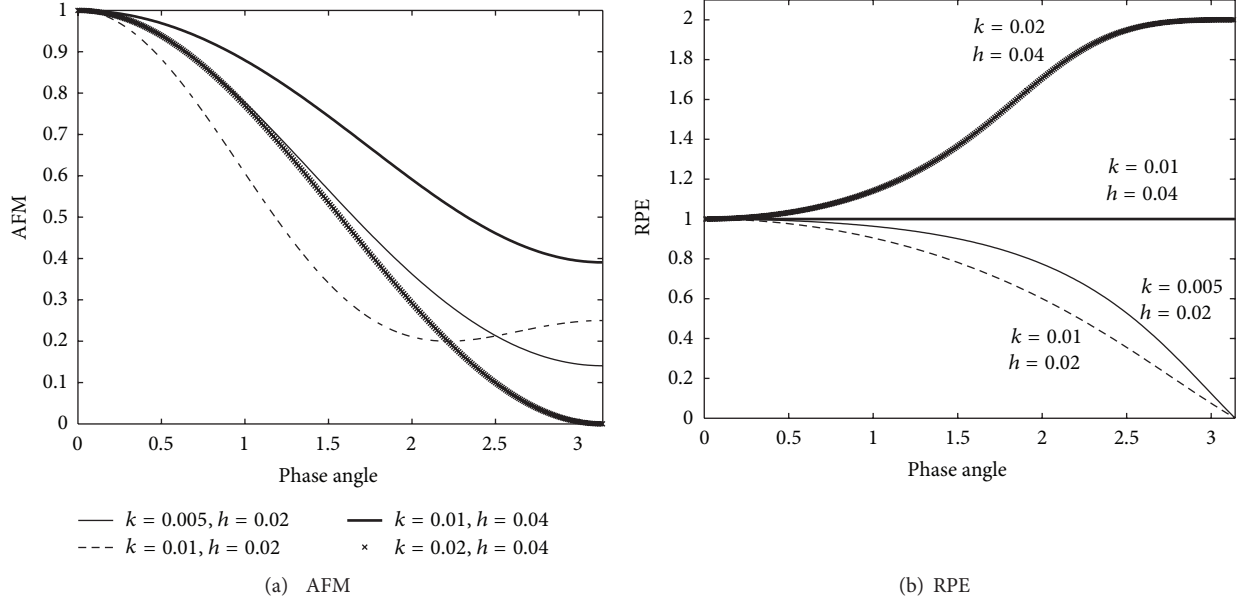 1
0.9
0.8
0.7
0.6
0.5
0.4
0.3
0.2
0.1
0
AFM
0 0.5 1 1.5 2 2.5 3
Phase angle
k = 0.005, h = 0.02
k = 0.01, h = 0.02
k = 0.01, h = 0.04
k = 0.02, h = 0.04
(a) AFM
2
1.8
1.6
1.4
1.2
1
0.8
0.6
0.4
0.2
0
RPE
k = 0.02
h = 0.04
k = 0.01
h = 0.04
k = 0.005
h = 0.02
k = 0.01
h = 0.02
0 0.5 1 1.5 2 2.5 3
Phase angle
(b) RPE